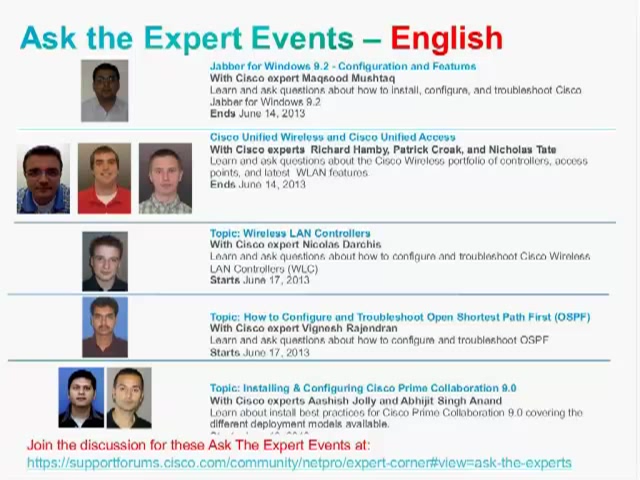 Ask the Expert Events – English
Jabber for Windows 9.2 - Configuration and Features
With Cisco expert Maqsood Mushtaq
Learn and ask questions about how to install, configure, and troubleshoot Cisco
Jabber for Windows 9.2
Ends June 14, 2013
Cisco Unified Wireless and Cisco Unified Access
With Cisco experts Richard Hamby, Patrick Croak, and Nicholas Tate
Learn and ask questions about the Cisco Wireless portfolio of controllers, access
points, and latest WLAN features
Ends June 14, 2013
Topic: Wireless LAN Controllers
With Cisco expert Nicolas Darchis
Learn and ask questions about how to configure and troubleshoot Cisco Wireless
LAN Controllers (WLC)
Starts June 17, 2013
Topic: How to Configure and Troubleshoot Open Shortest Path First (OSPF)
With Cisco expert Vignesh Rajendran
Learn and ask questions about how to configure and troubleshoot OSPF
Starts June 17, 2013
Topic: Installing & Configuring Cisco Prime Collaboration 9.0
With Cisco experts Aashish Jolly and Abhijit Singh Anand
Learn about install best practices for Cisco Prime Collaboration 9.0 covering the
different deployment models available.
Join the discussion for these Ask The Expert Events at:
https://supportforums.cisco.com/community/netpro/expert-corner#view=ask-the-experts